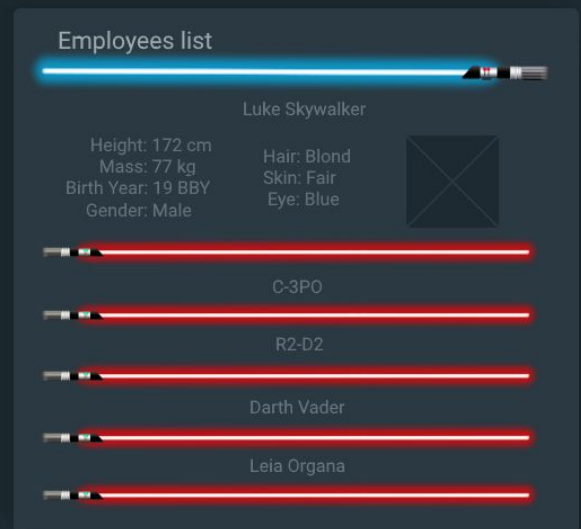 Employees list
Luke Skywalker
Height: 172 cm
Mass: 77 kg
Birth Year: 19 BBY
Gender: Male
Hair: Blond
Skin: Fair
Eye: Blue
C-3PO
R2-D2
Darth Vader
Leia Organa